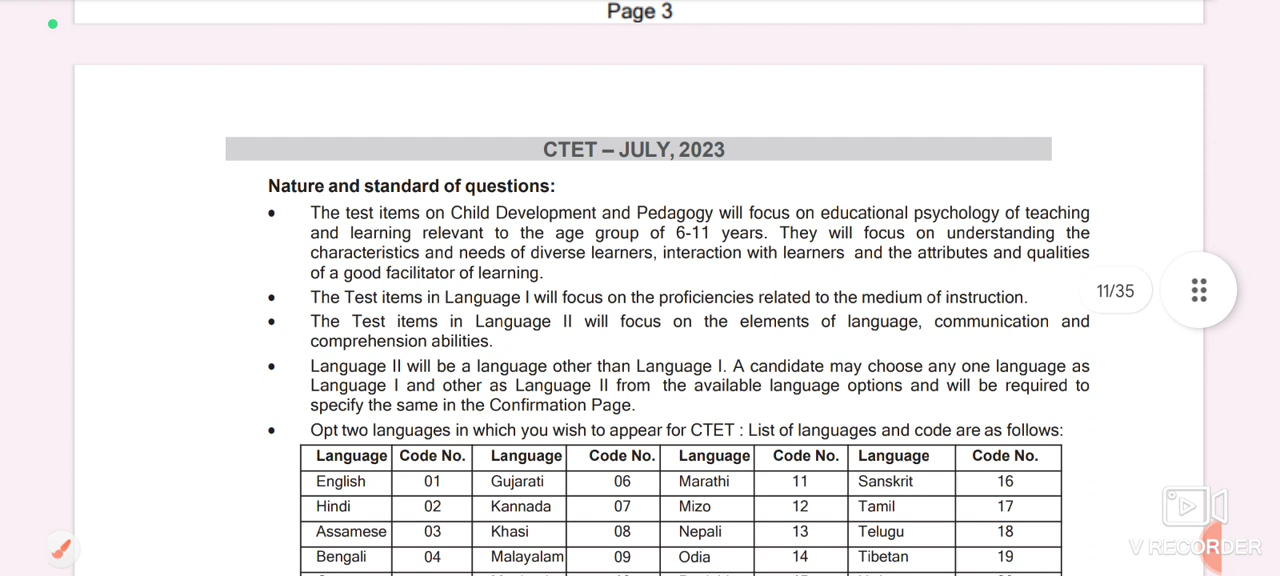 Page 3
CTET – JULY, 2023
Nature and standard of questions:
• The test items on Child Development and Pedagogy will focus on educational psychology of teaching
and learning relevant to the age group of 6-11 years. They will focus on understanding the
characteristics and needs of diverse learners, interaction with learners and the attributes and qualities
of a good facilitator of learning.
• The Test items in Language I will focus on the proficiencies related to the medium of instruction.
• The Test items in Language II will focus on the elements of language, communication and
comprehension abilities.
• Language II will be a language other than Language I. A candidate may choose any one language as
Language I and other as Language II from the available language options and will be required to
specify the same in the Confirmation Page.
• Opt two languages in which you wish to appear for CTET : List of languages and code are as follows:
Language Code No. Language Code No. Language Code No. Language Code No.
English 01 Gujarati 06 Marathi 11 Sanskrit 16
Hindi 02 Kannada 07 Mizo 12 Tamil 17
Assamese 03 Khasi 08 Nepali 13 Telugu 18
Bengali 04 Malayalam 09 Odia 14 Tibetan 19
11/35
V RECORDER